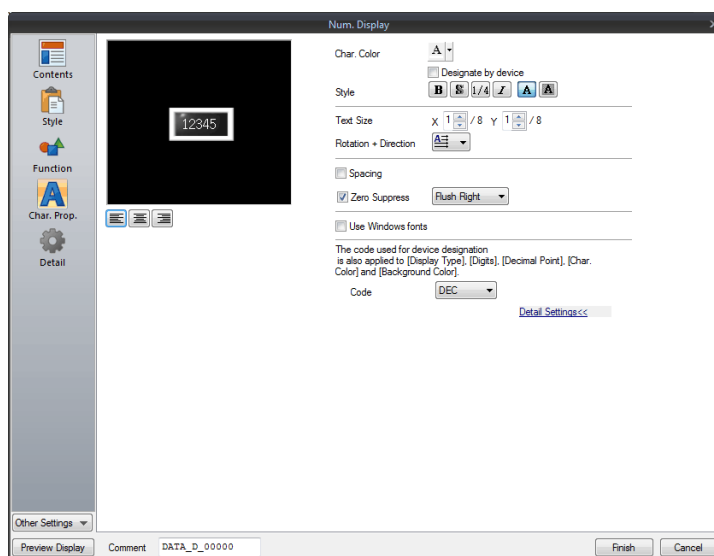 Num. Display
Contents
Style
Function
Char. Prop.
Detail
12345
Char. Color
A
Designate by device
Style
B S 1/4 I A A
Text Size X 1 / 8 Y 1 / 8
Rotation + Direction A
Spacing
Zero Suppress Flush Right
Use Windows fonts
The code used for device designation
is also applied to [Display Type], [Digits], [Decimal Point], [Char.
Color] and [Background Color].
Code DEC
Detail Settings<<
Other Settings
Preview Display Comment DATA_D_00000 Finish Cancel